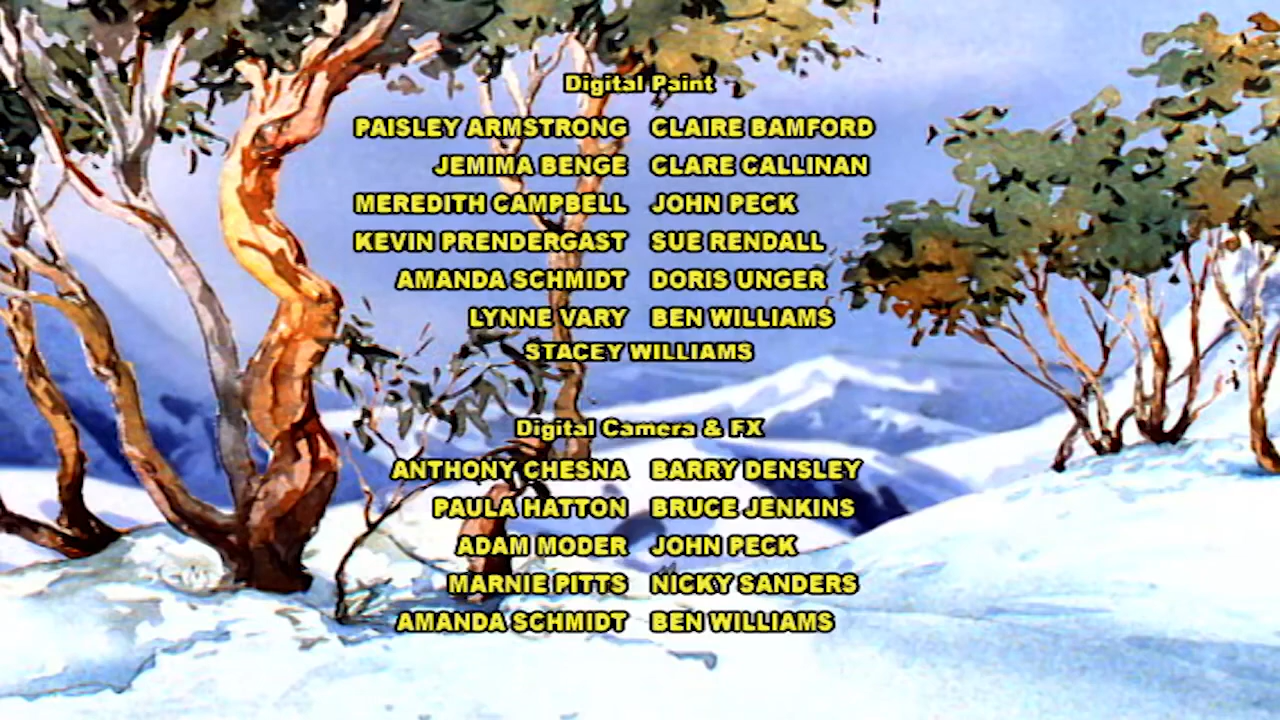 Digital Paint
PAISLEY ARMSTRONG CLAIRE BAMFORD
JEMIMA BENGE CLARE CALLINAN
MEREDITH CAMPBELL JOHN PECK
KEVIN PRENDERGAST SUE RENDALL
AMANDA SCHMIDT DORIS UNGER
LYNNE VARY BEN WILLIAMS
STACEY WILLIAMS
Digital Camera & FX
ANTHONY CHESNA BARRY DENSLEY
PAULA HATTON BRUCE JENKINS
ADAM MODER JOHN PECK
MARNIE PITTS NICKY SANDERS
AMANDA SCHMIDT BEN WILLIAMS